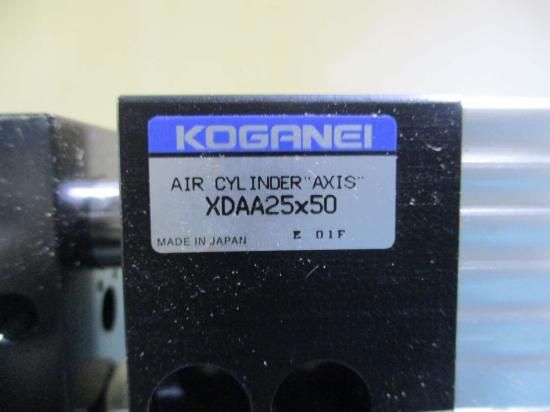 KOGANEI
AIR CYLINDER"AXIS"
XDAA25x50
MADE IN JAPAN E 01F